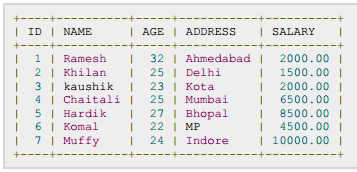 +----+----------+-----+-----------+----------+
| ID | NAME     | AGE | ADDRESS   | SALARY   |
+----+----------+-----+-----------+----------+
|  1 | Ramesh   |  32 | Ahmedabad |  2000.00 |
|  2 | Khilan   |  25 | Delhi     |  1500.00 |
|  3 | kaushik  |  23 | Kota      |  2000.00 |
|  4 | Chaitali |  25 | Mumbai    |  6500.00 |
|  5 | Hardik   |  27 | Bhopal    |  8500.00 |
|  6 | Komal    |  22 | MP        |  4500.00 |
|  7 | Muffy    |  24 | Indore    | 10000.00 |
+----+----------+-----+-----------+----------+